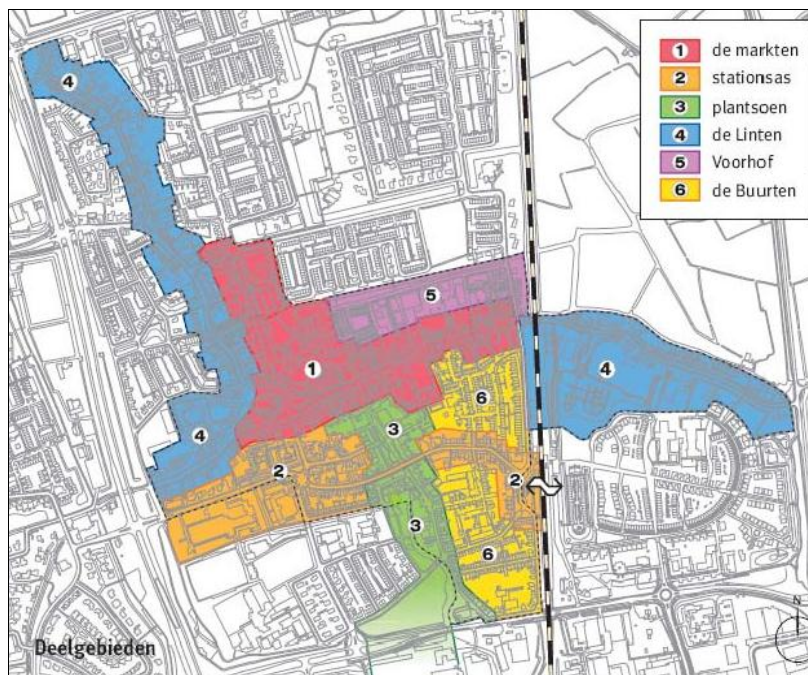 1 de markten
2 stationsas
3 plantsoen
4 de Linten
5 Voorhof
6 de Buurten
4
5
1
4
6
4
3
2
2
3
6
N
Deelgebieden